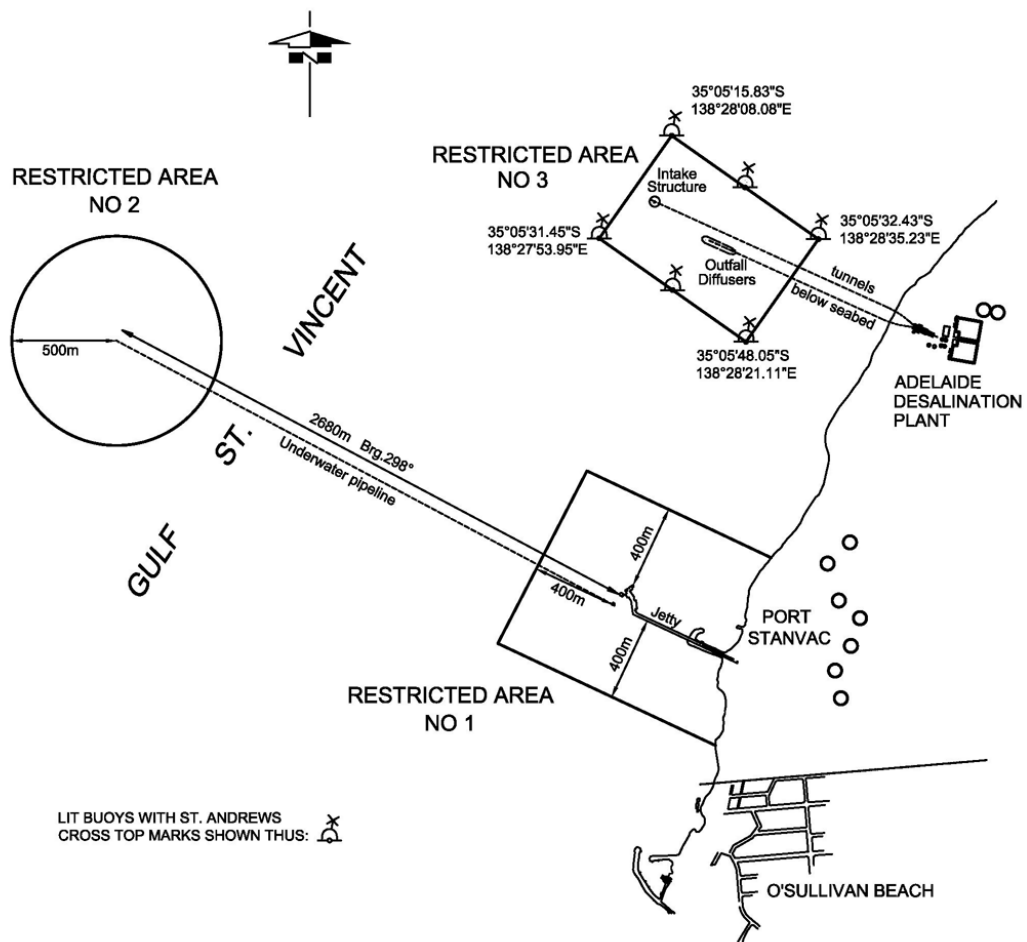 N
35°05'15.83"S
138°28'08.08"E
RESTRICTED AREA
NO 3
RESTRICTED AREA
NO 2
Intake
Structure
35°05'31.45"S
138°27'53.95"E
35°05'32.43"S
138°28'35.23"E
Outfall
Diffusers
tunnels
below seabed
35°05'48.05"S
138°28'21.11"E
ADELAIDE
DESALINATION
PLANT
500m
GULF
ST.
VINCENT
2680m Brg.298°
Underwater pipeline
400m
400m
Jetty
400m
PORT
STANVAC
RESTRICTED AREA
NO 1
LIT BUOYS WITH ST. ANDREWS
CROSS TOP MARKS SHOWN THUS:
O'SULLIVAN BEACH